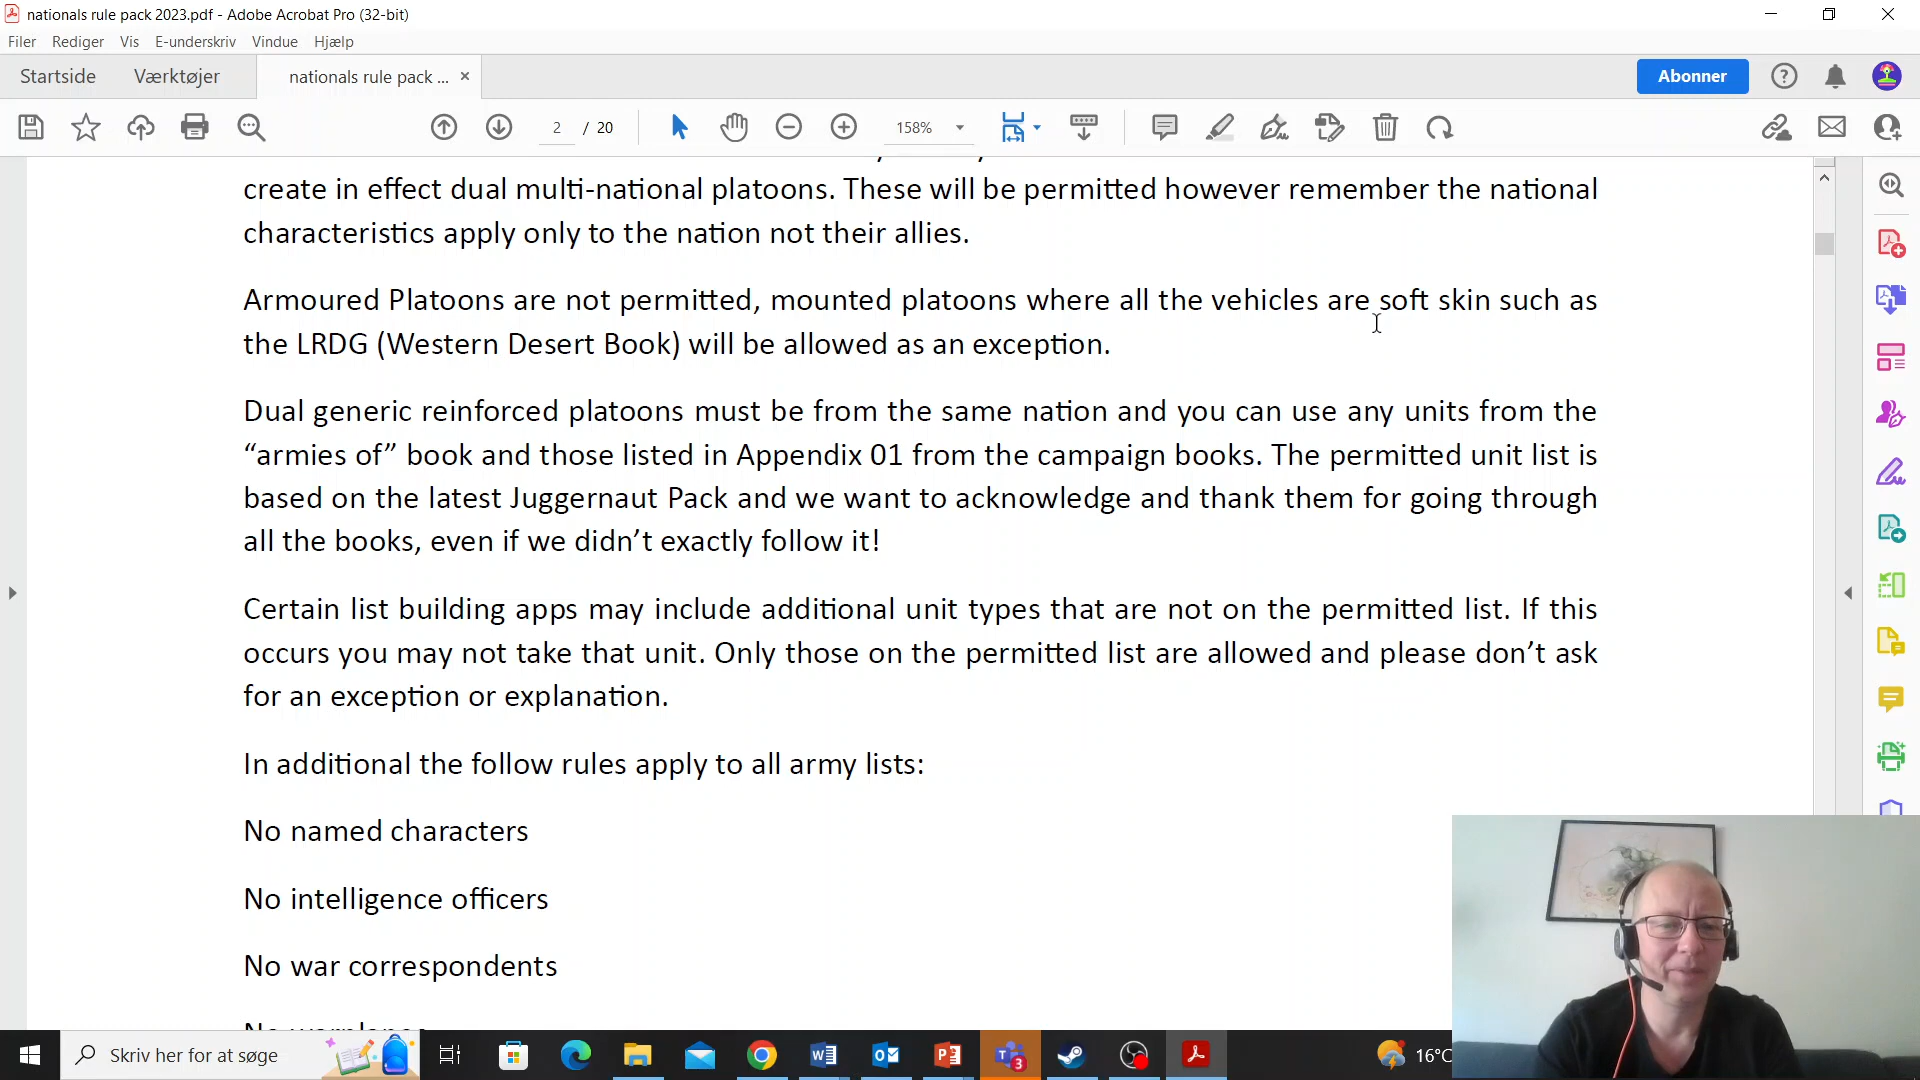 nationals rule pack 2023.pdf - Adobe Acrobat Pro (32-bit)
Filer Rediger Vis E-underskriv Vindue Hjælp
Startside Værktøjer nationals rule pack ... × Abonner
2 / 20 158%
create in effect dual multi-national platoons. These will be permitted however remember the national
characteristics apply only to the nation not their allies.
Armoured Platoons are not permitted, mounted platoons where all the vehicles are soft skin such as
the LRDG (Western Desert Book) will be allowed as an exception.
Dual generic reinforced platoons must be from the same nation and you can use any units from the
“armies of” book and those listed in Appendix 01 from the campaign books. The permitted unit list is
based on the latest Juggernaut Pack and we want to acknowledge and thank them for going through
all the books, even if we didn’t exactly follow it!
Certain list building apps may include additional unit types that are not on the permitted list. If this
occurs you may not take that unit. Only those on the permitted list are allowed and please don’t ask
for an exception or explanation.
In additional the follow rules apply to all army lists:
No named characters
No intelligence officers
No war correspondents
Skriv her for at søge
3
16°C